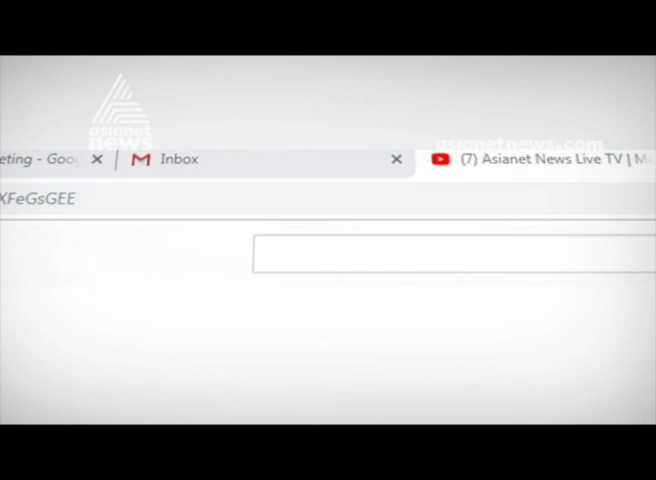 asianet
news
asianetnews.com
eting - Goog
Inbox
(7) Asianet News Live TV | M
XFeGsGEE